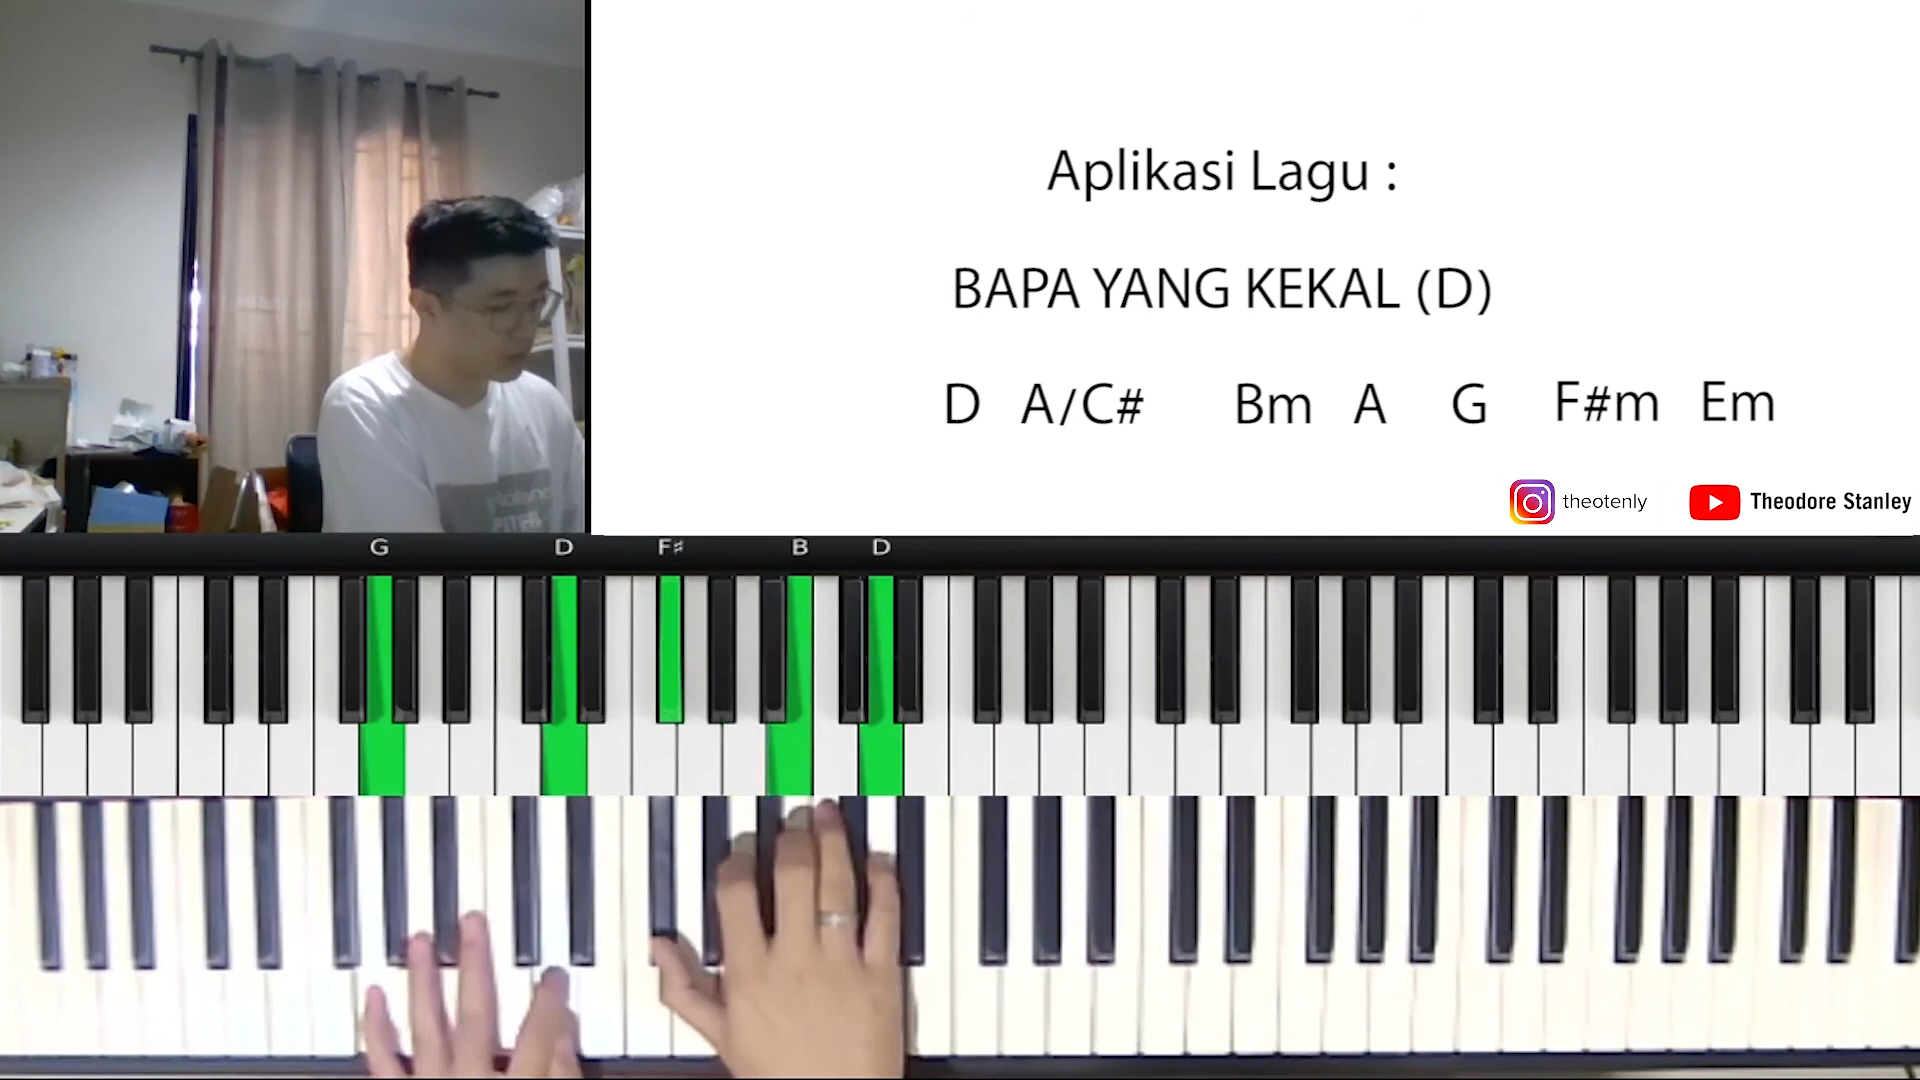 Aplikasi Lagu :
BAPA YANG KEKAL (D)
D A/C# Bm A G F#m Em
theotenly Theodore Stanley
G D F♯ B D